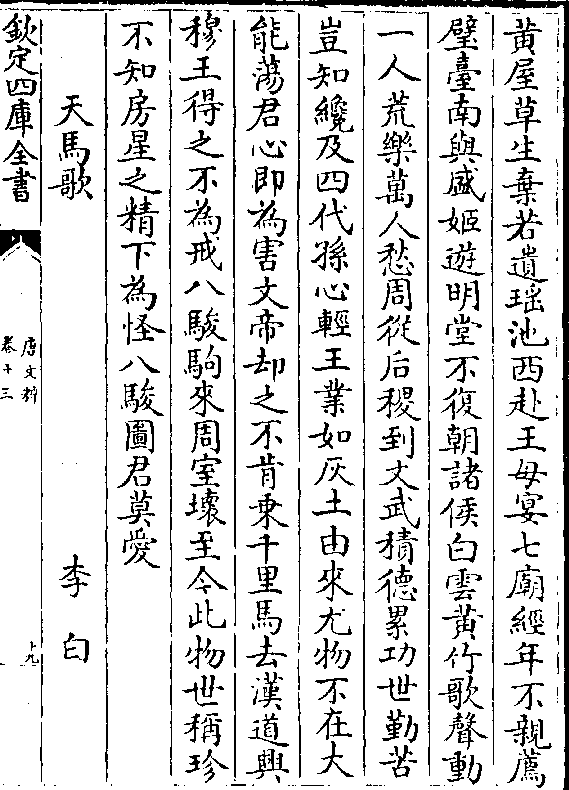 黃屋草生棄若遺瑶池西赴王母宴七廟經年不親薦
璧臺南與盛姬遊明堂不復朝諸侯白雲黃竹歌聲動
一人荒樂萬人愁周從后稷到文武積德累功世勤苦
豈知纔及四代孫心輕王業如灰土由來尤物不在大
能蕩君心即為害文帝却之不肯乗千里馬去漢道興
穆王得之不為戒八駿駒來周室壞至今此物世稱珍
不知房星之精下為怪八駿圖君莫愛
天馬歌 李白
欽定四庫全書
唐文粹
卷十三
十九